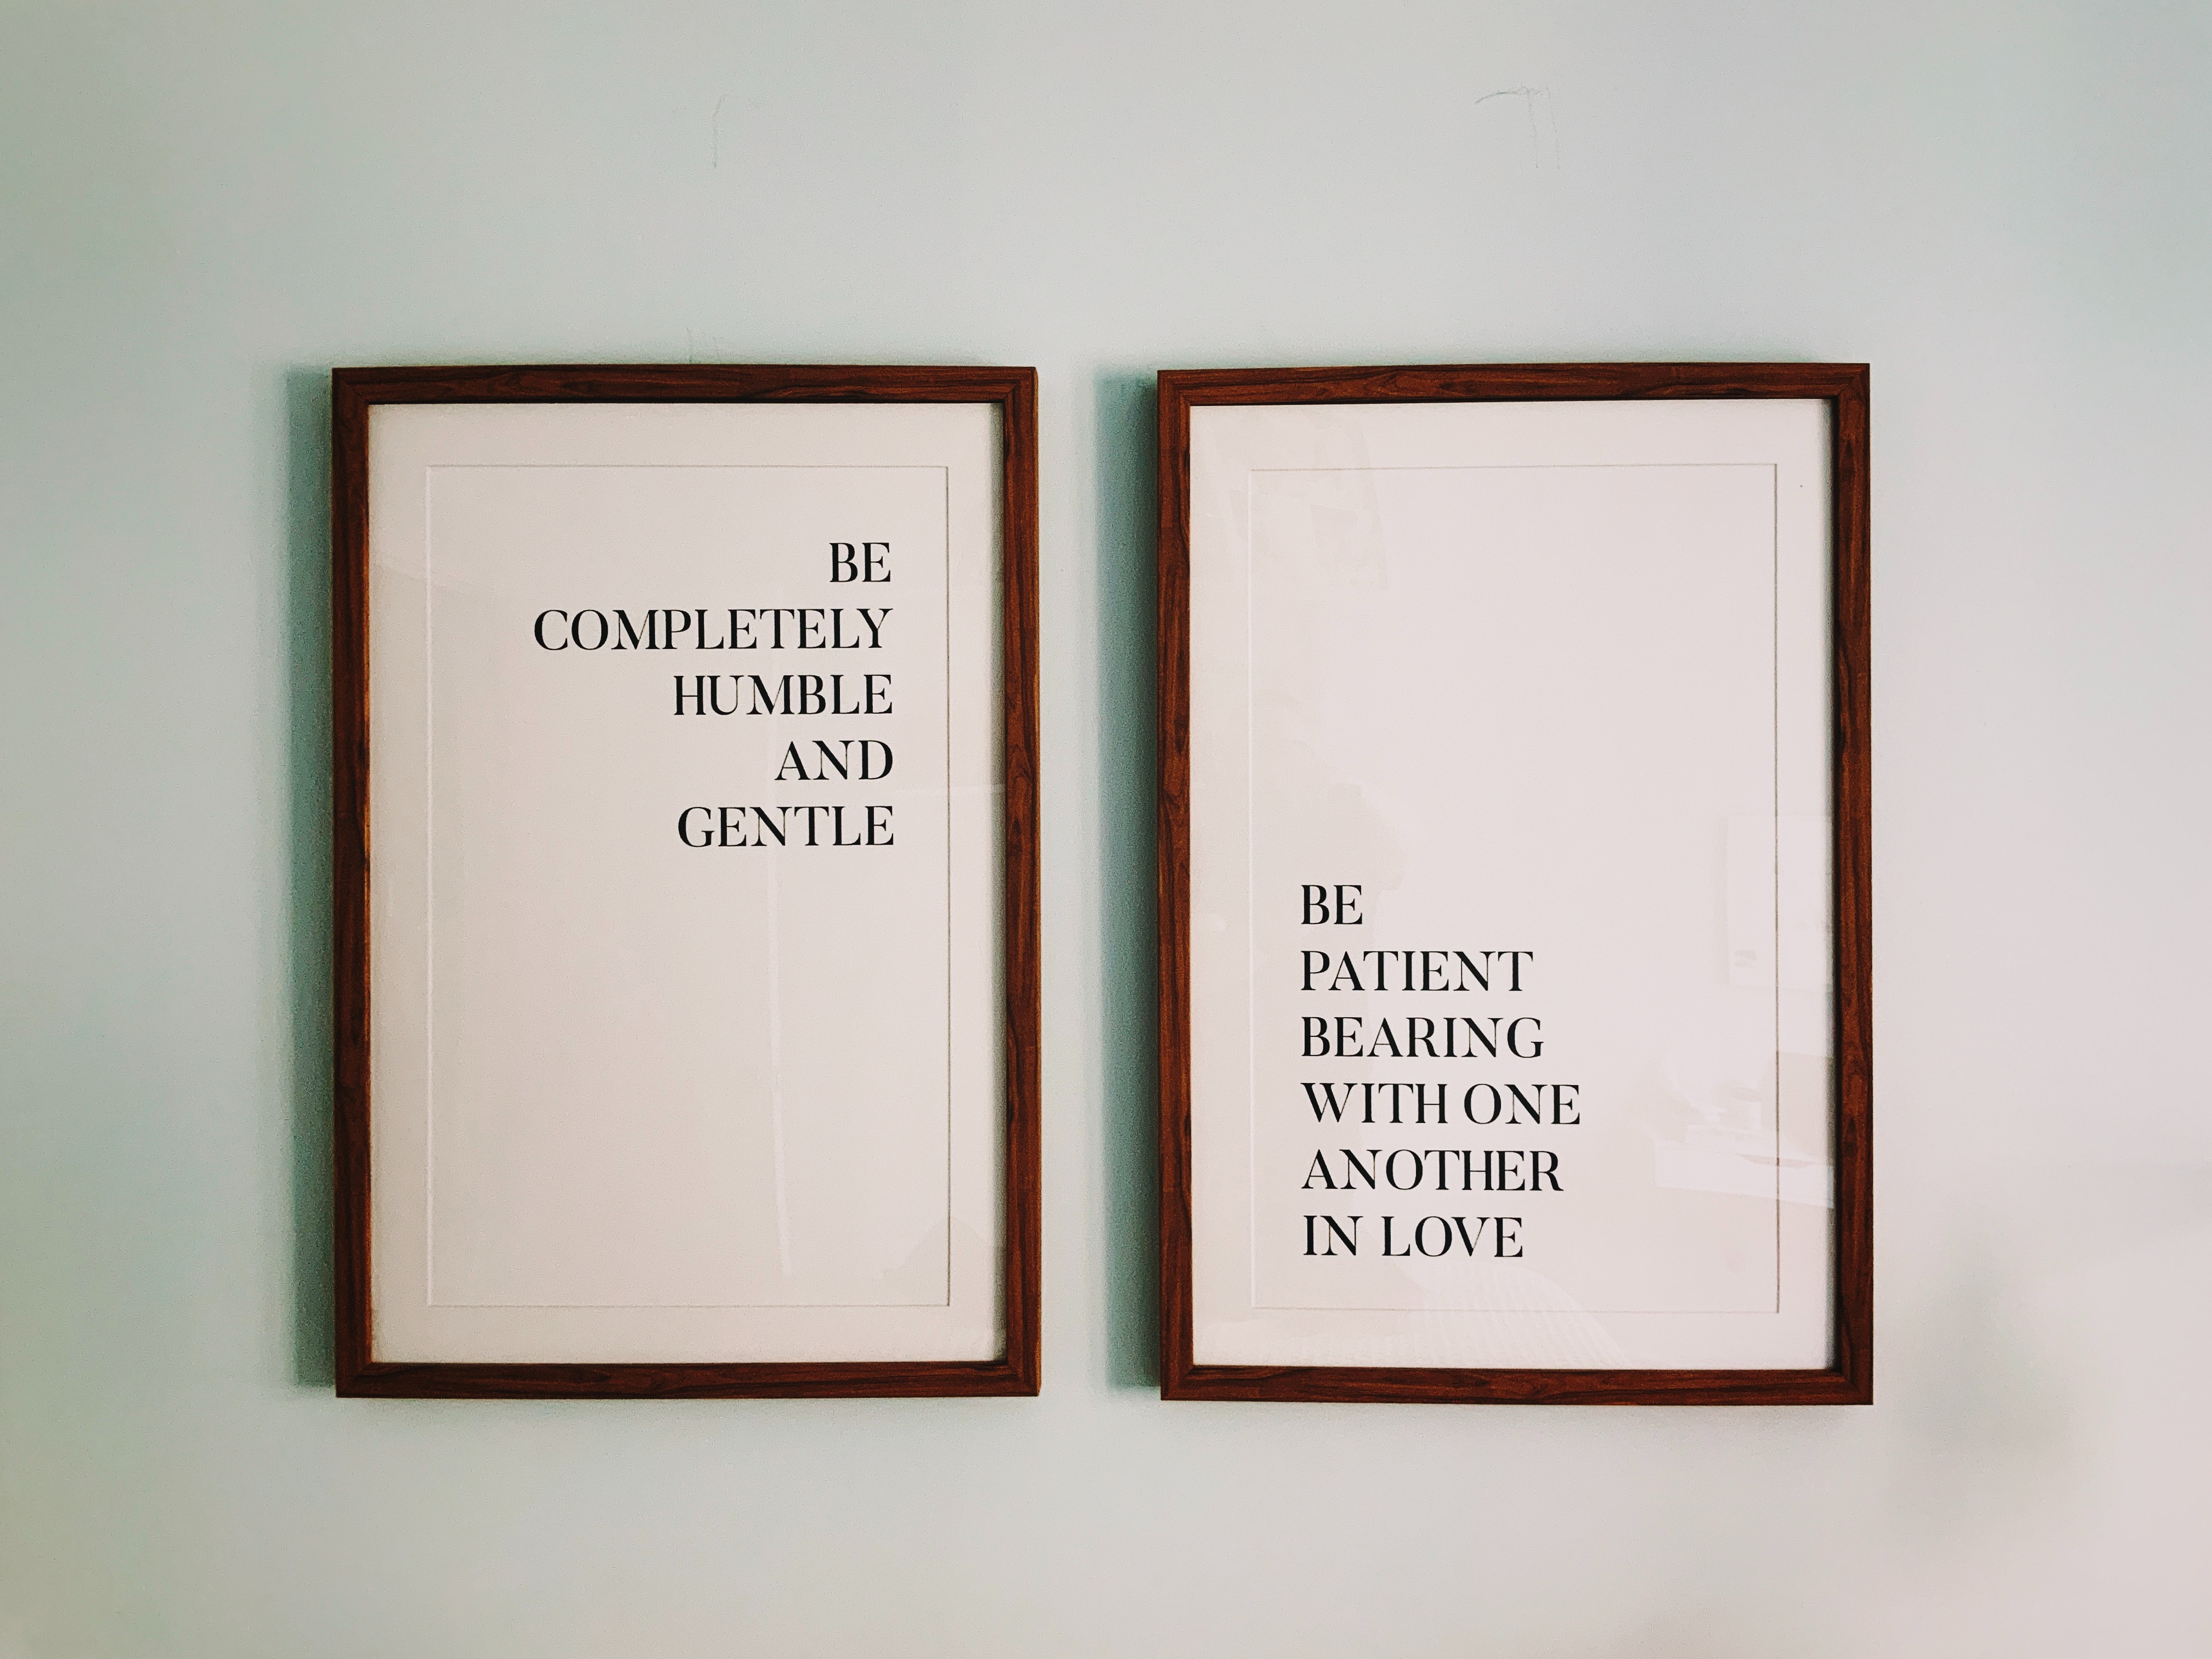 BE
COMPLETELY
HUMBLE
AND
GENTLE
BE
PATIENT
BEARING
WITH ONE
ANOTHER
IN LOVE